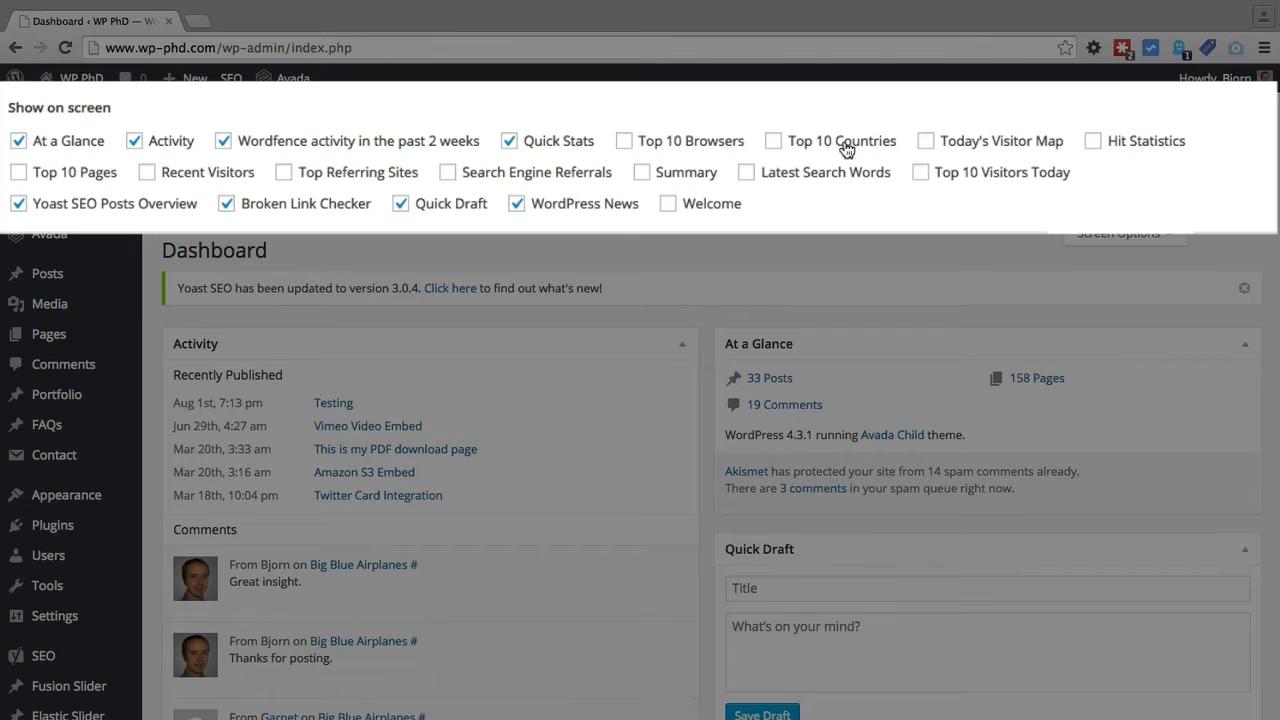 Dashboard ‹ WP PhD — Wo
www.wp-phd.com/wp-admin/index.php
WP PhD 0 New SEO Avada Howdy, Bjorn
Show on screen
At a Glance Activity Wordfence activity in the past 2 weeks Quick Stats Top 10 Browsers Top 10 Countries Today's Visitor Map Hit Statistics
Top 10 Pages Recent Visitors Top Referring Sites Search Engine Referrals Summary Latest Search Words Top 10 Visitors Today
Yoast SEO Posts Overview Broken Link Checker Quick Draft WordPress News Welcome
Avada
Screen Options
Dashboard
Posts
Yoast SEO has been updated to version 3.0.4. Click here to find out what's new!
Media
Pages
Comments
Portfolio
FAQs
Contact
Appearance
Plugins
Users
Tools
Settings
SEO
Fusion Slider
Elastic Slider
Activity
Recently Published
Aug 1st, 7:13 pm Testing
Jun 29th, 4:27 am Vimeo Video Embed
Mar 20th, 3:33 am This is my PDF download page
Mar 20th, 3:16 am Amazon S3 Embed
Mar 18th, 10:04 pm Twitter Card Integration
Comments
From Bjorn on Big Blue Airplanes #
Great insight.
From Bjorn on Big Blue Airplanes #
Thanks for posting.
From Garnet on Big Blue Airplanes #
At a Glance
33 Posts 158 Pages
19 Comments
WordPress 4.3.1 running Avada Child theme.
Akismet has protected your site from 14 spam comments already.
There are 3 comments in your spam queue right now.
Quick Draft
Title
What's on your mind?
Save Draft